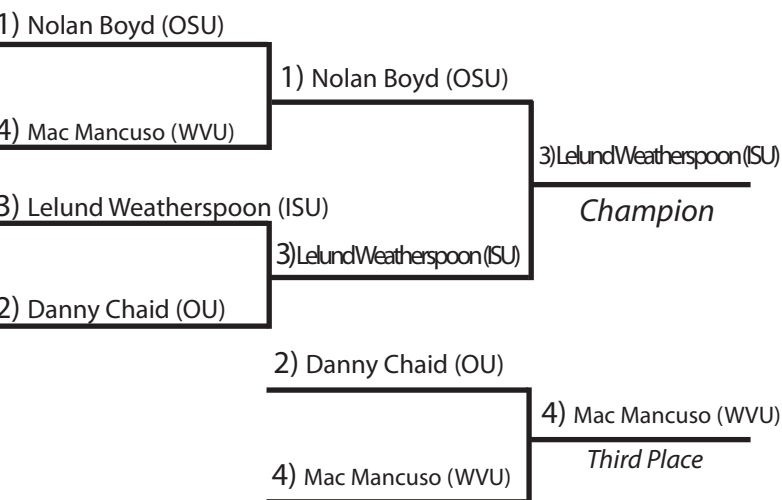 1) Nolan Boyd (OSU)
1) Nolan Boyd (OSU)
4) Mac Mancuso (WVU)
3) Lelund Weatherspoon (ISU)
Champion
3) Lelund Weatherspoon (ISU)
3) Lelund Weatherspoon (ISU)
2) Danny Chaid (OU)
2) Danny Chaid (OU)
4) Mac Mancuso (WVU)
Third Place
4) Mac Mancuso (WVU)